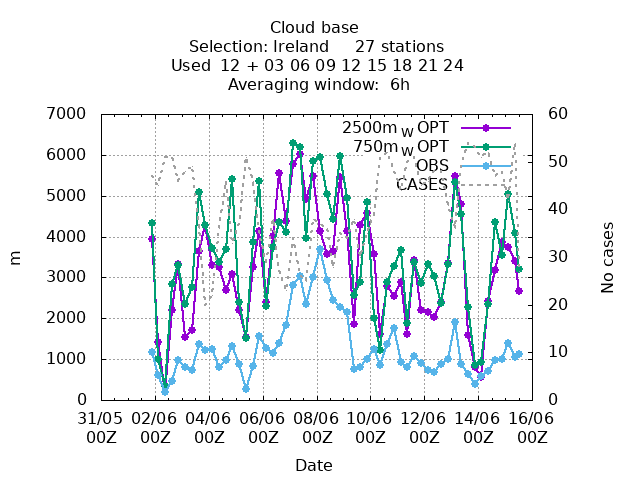 Cloud base
Selection: Ireland 27 stations
Used 12 + 03 06 09 12 15 18 21 24
Averaging window: 6h
7000
6000
5000
4000
3000
2000
1000
0
m
60
50
40
30
20
10
0
No cases
2500m_W OPT
750m_W OPT
OBS
CASES
31/05 02/06 04/06 06/06 08/06 10/06 12/06 14/06 16/06
00Z 00Z 00Z 00Z 00Z 00Z 00Z 00Z 00Z
Date